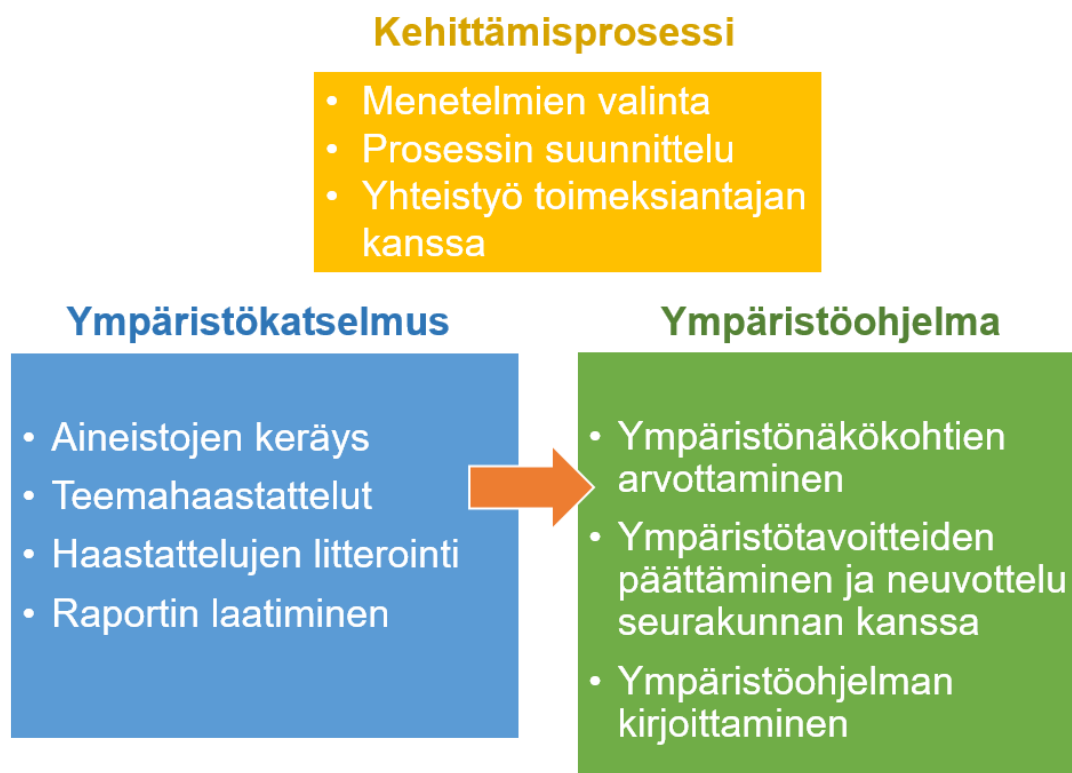 Kehittämisprosessi
• Menetelmien valinta
• Prosessin suunnittelu
• Yhteistyö toimeksiantajan
kanssa
Ympäristökatselmus
• Aineistojen keräys
• Teemahaastattelut
• Haastattelujen litterointi
• Raportin laatiminen
Ympäristöohjelma
• Ympäristönäkökohtien
arvottaminen
• Ympäristötavoitteiden
päättäminen ja neuvottelu
seurakunnan kanssa
• Ympäristöohjelman
kirjoittaminen